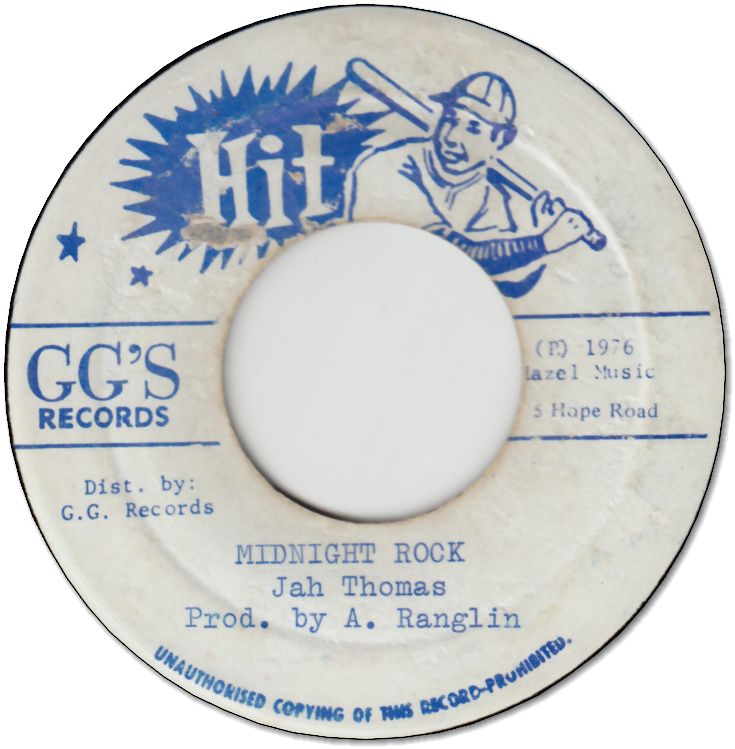 Hit
GG'S
RECORDS
(P) 1976
Hazel Music
5 Hope Road
Dist. by:
G.G. Records
MIDNIGHT ROCK
Jah Thomas
Prod. by A. Ranglin
UNAUTHORISED COPYING OF THIS RECORD PROHIBITED.